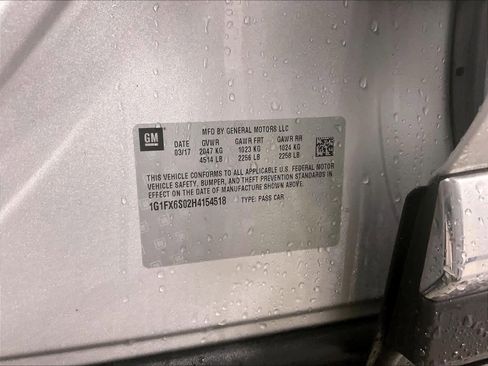 GM
MFD BY GENERAL MOTORS LLC
DATE GVWR GAWR FRT GAWR RR
03/17 2047 KG 1023 KG 1024 KG
4514 LB 2256 LB 2258 LB
THIS VEHICLE CONFORMS TO ALL APPLICABLE U.S. FEDERAL MOTOR
VEHICLE SAFETY, BUMPER, AND THEFT PREVENTION STANDARDS IN
EFFECT ON THE DATE OF MANUFACTURE SHOWN ABOVE.
1G1FX6S02H4154518 TYPE: PASS CAR